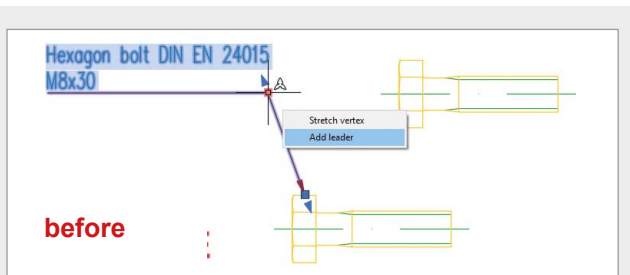 Hexagon bolt DIN EN 24015
M8x30
Stretch vertex
Add leader
before